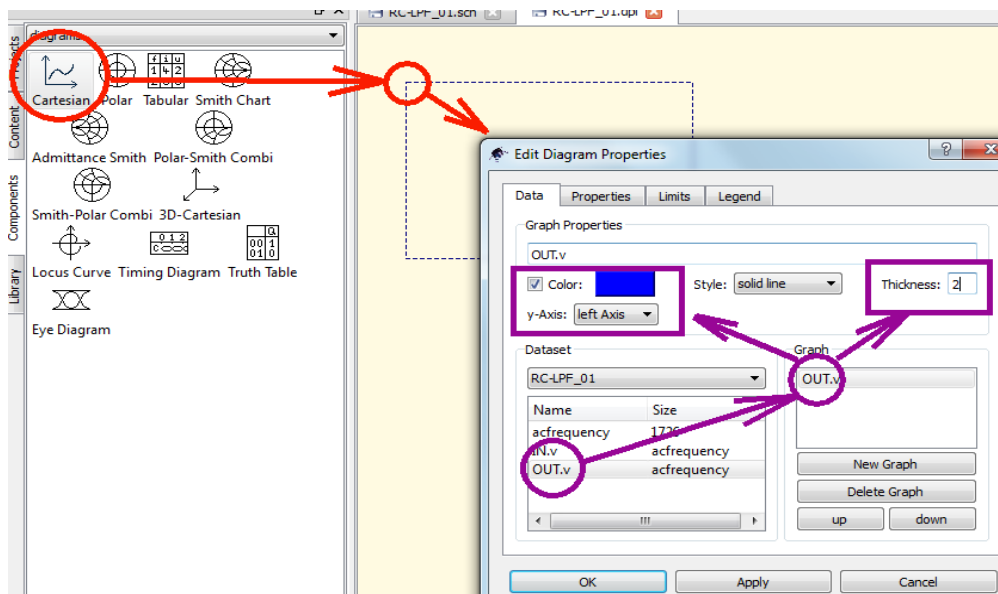 RC-LPF_01.sch
RC-LPF_01.dpl
diagrams
Projects
Content
Components
Library
Cartesian Polar Tabular Smith Chart
Admittance Smith Polar-Smith Combi
Smith-Polar Combi 3D-Cartesian
Locus Curve Timing Diagram Truth Table
Eye Diagram
Edit Diagram Properties
Data Properties Limits Legend
Graph Properties
OUT.v
Color: Style: solid line Thickness: 2
y-Axis: left Axis
Dataset Graph
RC-LPF_01 OUT.v
Name Size
acfrequency
IN.v acfrequency
OUT.v acfrequency
New Graph
Delete Graph
up down
OK Apply Cancel